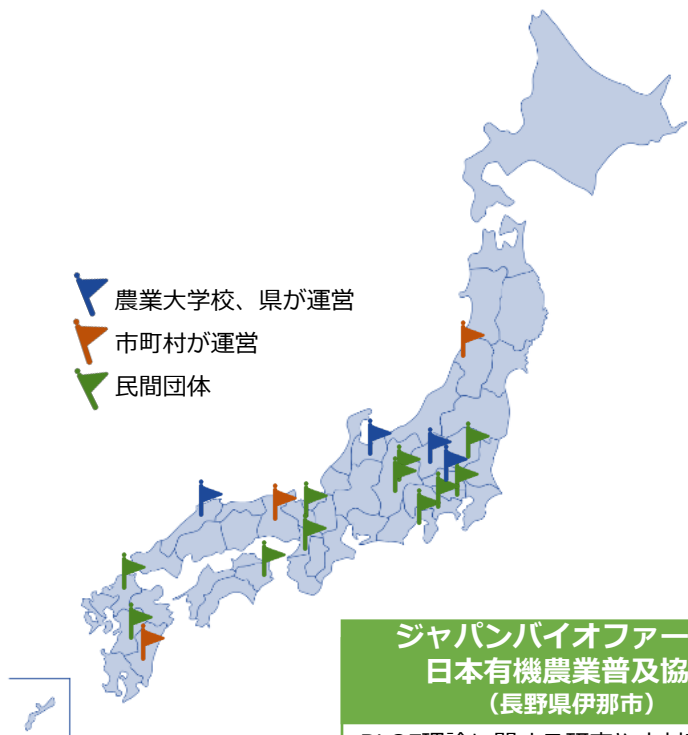 農業大学校、県が運営
市町村が運営
民間団体
ジャパンバイオファー
日本有機農業普及協
（長野県伊那市）